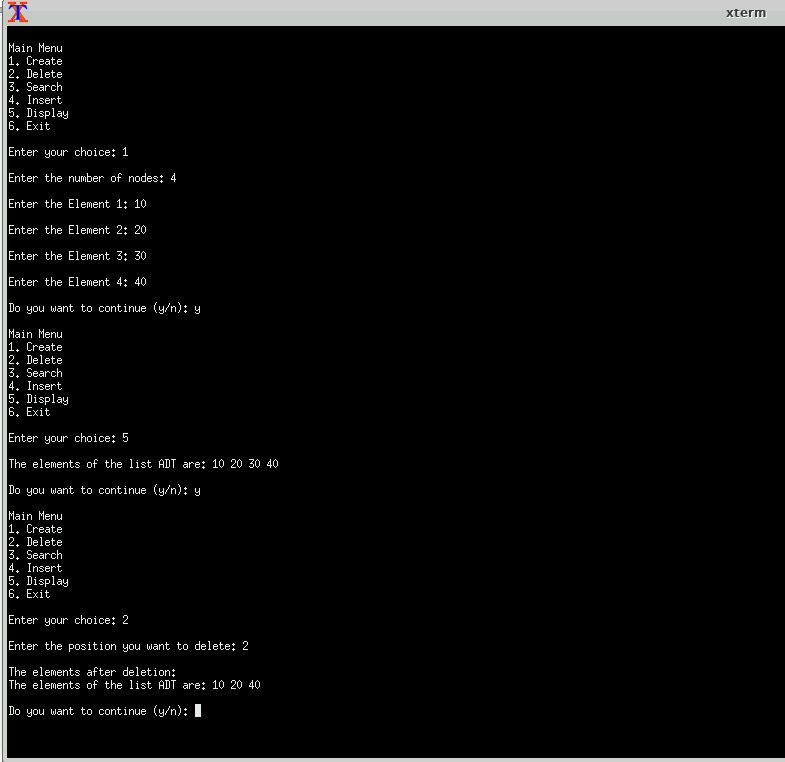 xterm
Main Menu
1. Create
2. Delete
3. Search
4. Insert
5. Display
6. Exit
Enter your choice: 1
Enter the number of nodes: 4
Enter the Element 1: 10
Enter the Element 2: 20
Enter the Element 3: 30
Enter the Element 4: 40
Do you want to continue (y/n): y
Main Menu
1. Create
2. Delete
3. Search
4. Insert
5. Display
6. Exit
Enter your choice: 5
The elements of the list ADT are: 10 20 30 40
Do you want to continue (y/n): y
Main Menu
1. Create
2. Delete
3. Search
4. Insert
5. Display
6. Exit
Enter your choice: 2
Enter the position you want to delete: 2
The elements after deletion:
The elements of the list ADT are: 10 20 40
Do you want to continue (y/n):